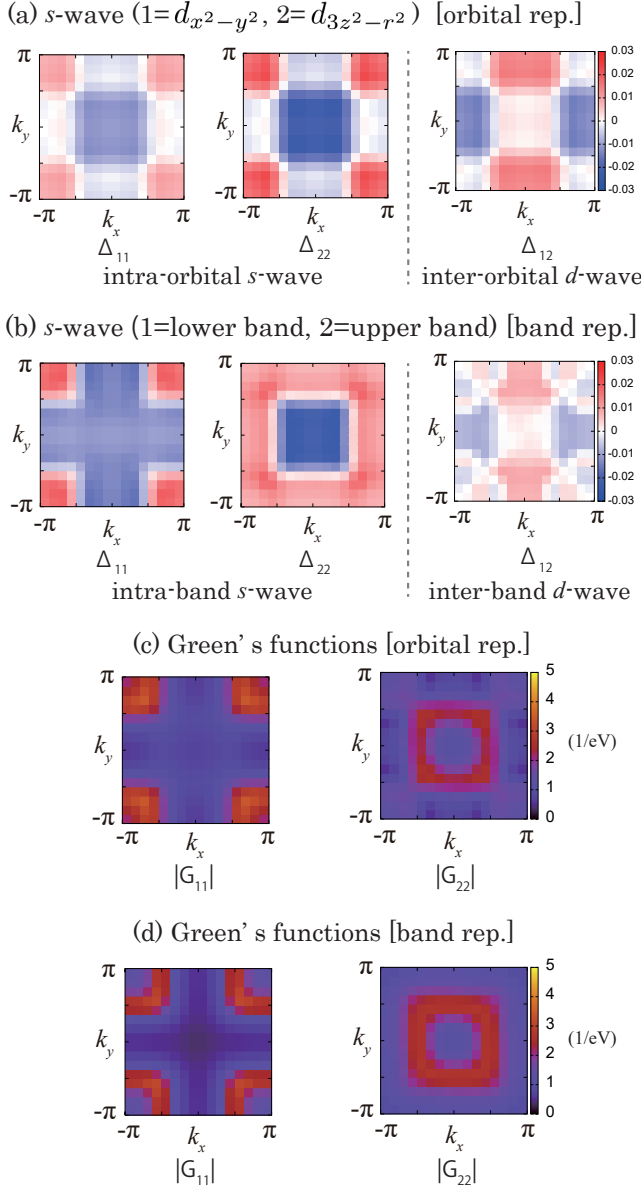 (a) s-wave (1=d_{x²−y²}, 2=d_{3z²−r²}) [orbital rep.]
π π π 0.03
0.02
0.01
k_y k_y k_y 0
-0.01
-0.02
-π -π -π -0.03
-π k_x π -π k_x π -π k_x π
Δ_11 Δ_22 Δ_12
intra-orbital s-wave inter-orbital d-wave
(b) s-wave (1=lower band, 2=upper band) [band rep.]
π π π 0.03
0.02
0.01
k_y k_y k_y 0
-0.01
-0.02
-π -π -π -0.03
-π k_x π -π k_x π -π k_x π
Δ_11 Δ_22 Δ_12
intra-band s-wave inter-band d-wave
(c) Green's functions [orbital rep.]
π π 5
4
3
k_y k_y (1/eV)
2
1
-π -π 0
-π k_x π -π k_x π
|G_11| |G_22|
(d) Green's functions [band rep.]
π π 5
4
3
k_y k_y (1/eV)
2
1
-π -π 0
-π k_x π -π k_x π
|G_11| |G_22|